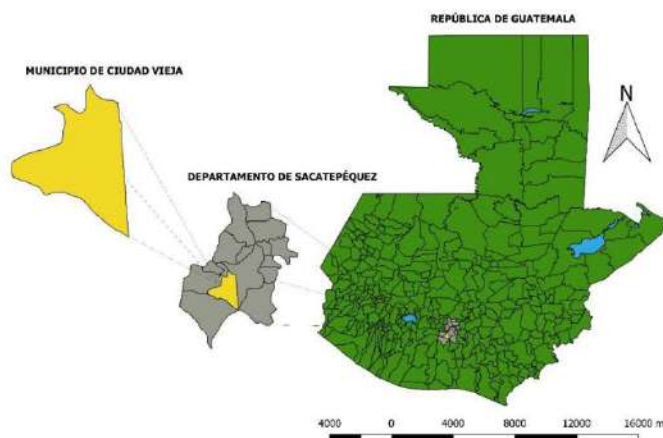 REPÚBLICA DE GUATEMALA
MUNICIPIO DE CIUDAD VIEJA
N
DEPARTAMENTO DE SACATEPÉQUEZ
4000 0 4000 8000 12000 16000 m